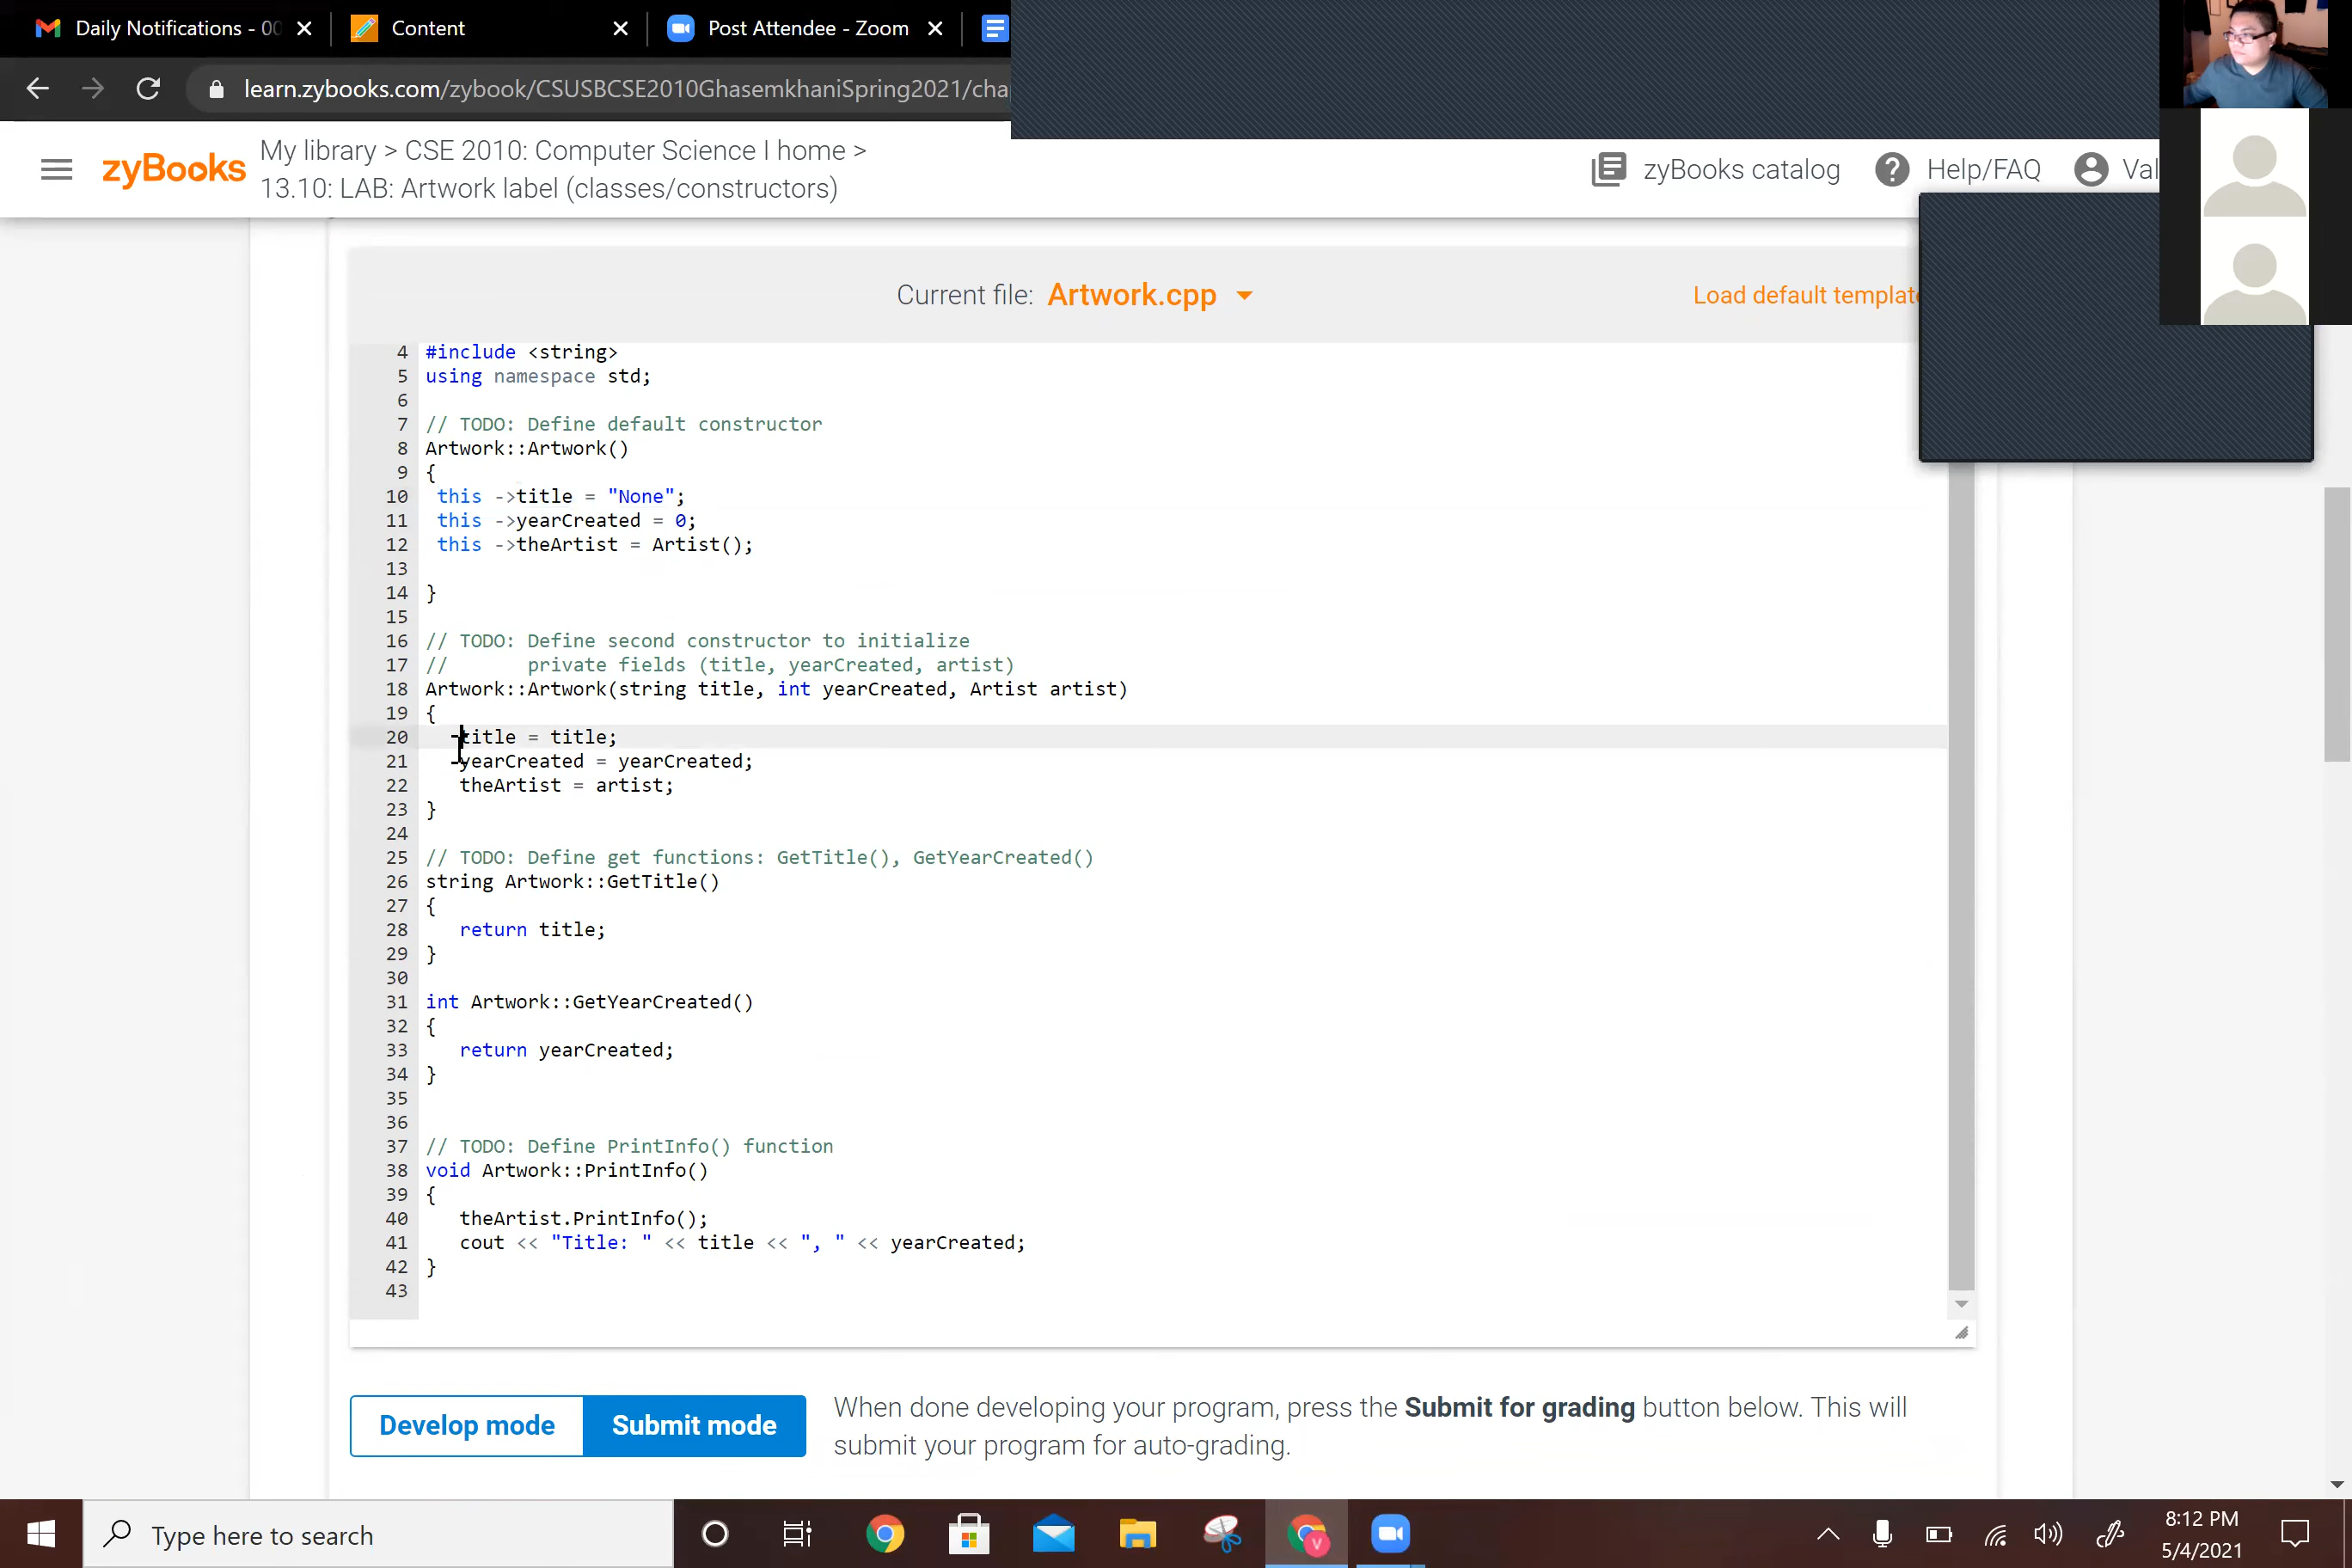 Daily Notifications - 00
Content
Post Attendee - Zoom
learn.zybooks.com/zybook/CSUSBCSE2010GhasemkhaniSpring2021/cha
zyBooks
My library > CSE 2010: Computer Science I home >
13.10: LAB: Artwork label (classes/constructors)
zyBooks catalog
Help/FAQ
Val
Current file: Artwork.cpp
Load default template
4 #include <string>
5 using namespace std;
6
7 // TODO: Define default constructor
8 Artwork::Artwork()
9 {
10 this ->title = "None";
11 this ->yearCreated = 0;
12 this ->theArtist = Artist();
13
14 }
15
16 // TODO: Define second constructor to initialize
17 // private fields (title, yearCreated, artist)
18 Artwork::Artwork(string title, int yearCreated, Artist artist)
19 {
20 title = title;
21 yearCreated = yearCreated;
22 theArtist = artist;
23 }
24
25 // TODO: Define get functions: GetTitle(), GetYearCreated()
26 string Artwork::GetTitle()
27 {
28 return title;
29 }
30
31 int Artwork::GetYearCreated()
32 {
33 return yearCreated;
34 }
35
36
37 // TODO: Define PrintInfo() function
38 void Artwork::PrintInfo()
39 {
40 theArtist.PrintInfo();
41 cout << "Title: " << title << ", " << yearCreated;
42 }
43
Develop mode
Submit mode
When done developing your program, press the Submit for grading button below. This will
submit your program for auto-grading.
Type here to search
V
8:12 PM
5/4/2021